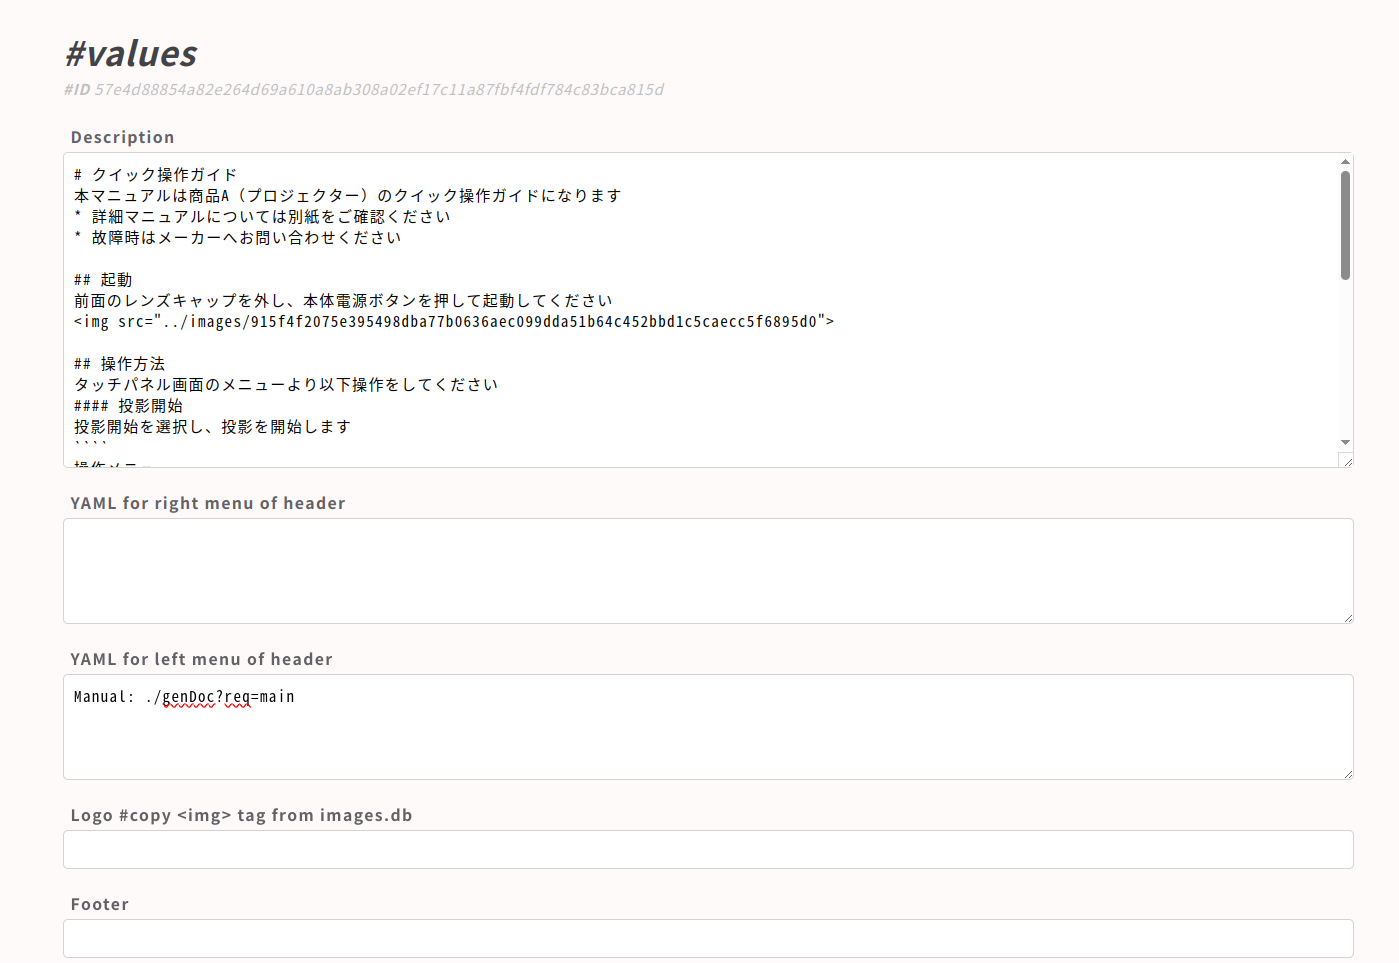 #values
#ID 57e4d88854a82e264d69a610a8ab308a02ef17c11a87fbf4fdf784c83bca815d
Description
# クイック操作ガイド
本マニュアルは商品A（プロジェクター）のクイック操作ガイドになります
* 詳細マニュアルについては別紙をご確認ください
* 故障時はメーカーへお問い合わせください
## 起動
前面のレンズキャップを外し、本体電源ボタンを押して起動してください
<img src="../images/915f4f2075e395498dba77b0636aec099dda51b64c452bbd1c5caecc5f6895d0">
## 操作方法
タッチパネル画面のメニューより以下操作をしてください
#### 投影開始
投影開始を選択し、投影を開始します
````
操作メニュー
YAML for right menu of header
YAML for left menu of header
Manual: ./genDoc?req=main
Logo #copy <img> tag from images.db
Footer